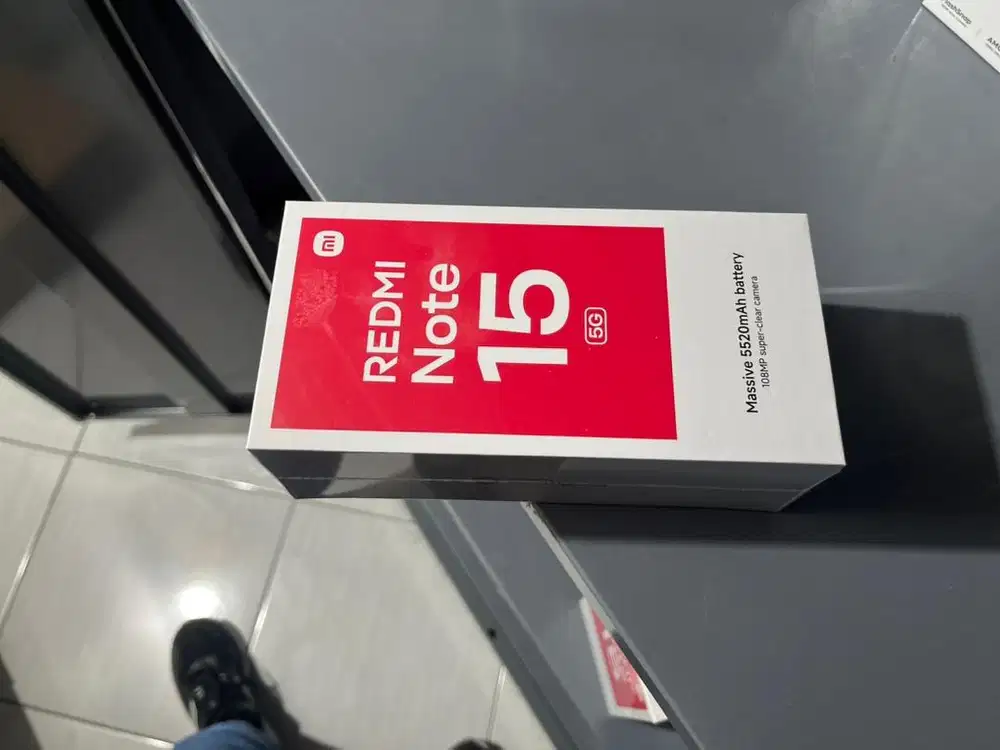 mi
REDMI
Note
15
5G
Massive 5520mAh battery
108MP super-clear camera